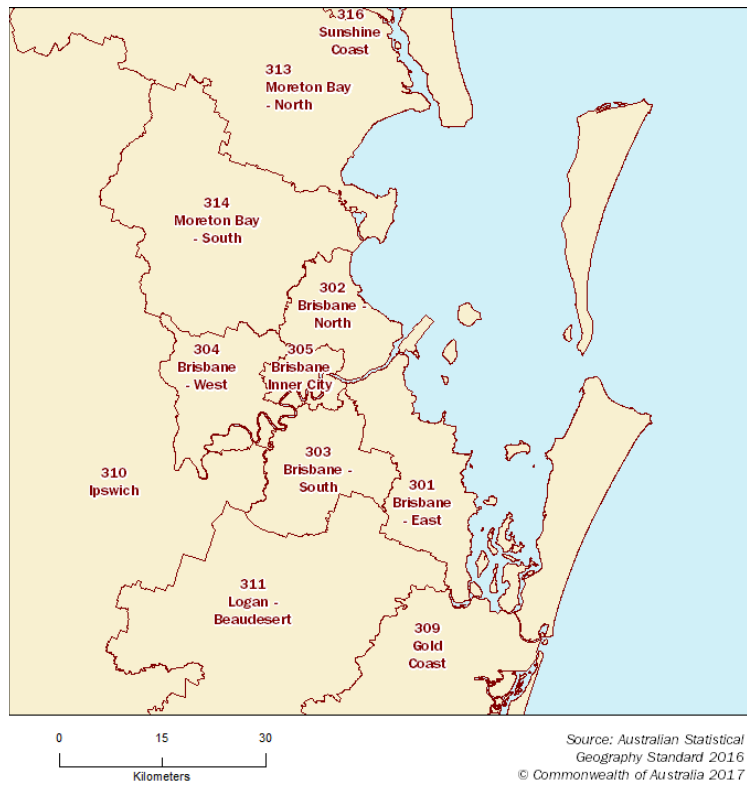 316
Sunshine
Coast
313
Moreton Bay
- North
314
Moreton Bay
- South
302
Brisbane -
North
304
Brisbane
- West
305
Brisbane
Inner City
303
Brisbane -
South
301
Brisbane
- East
310
Ipswich
311
Logan -
Beaudesert
309
Gold
Coast
0 15 30
Kilometers
Source: Australian Statistical
Geography Standard 2016
© Commonwealth of Australia 2017